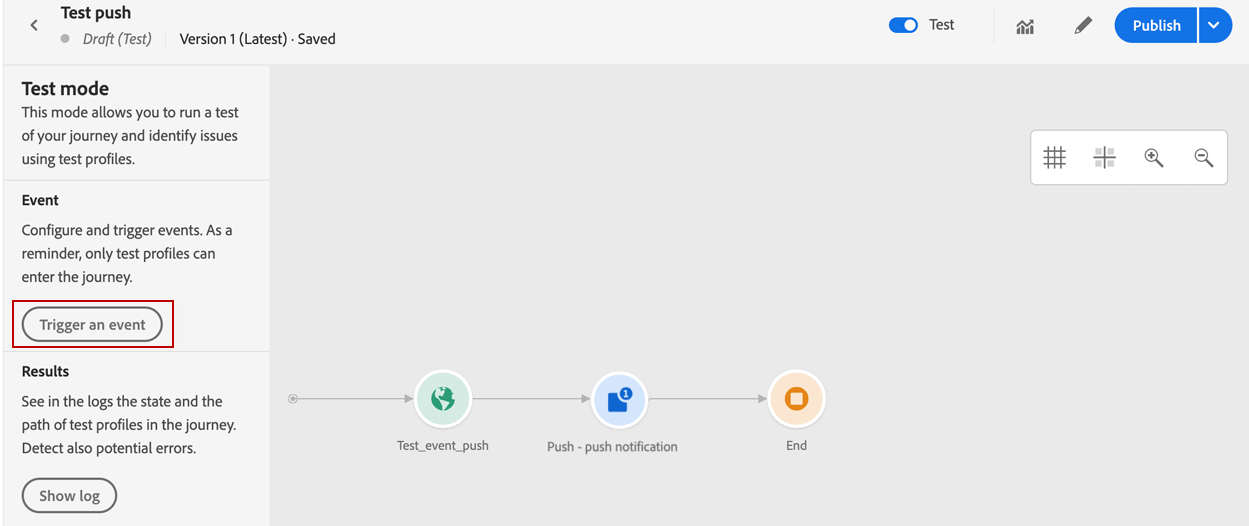 Test push
Draft (Test) Version 1 (Latest) · Saved
Test
Publish
Test mode
This mode allows you to run a test
of your journey and identify issues
using test profiles.
Event
Configure and trigger events. As a
reminder, only test profiles can
enter the journey.
Trigger an event
Results
See in the logs the state and the
path of test profiles in the journey.
Detect also potential errors.
Show log
1
Test_event_push
Push - push notification
End